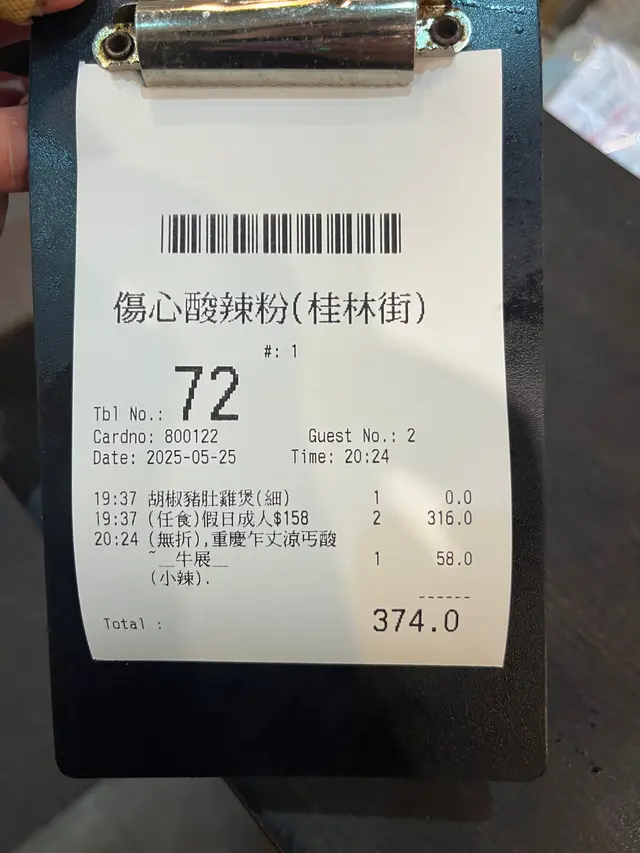 傷心酸辣粉(桂林街)
#: 1
Tbl No.: 72
Cardno: 800122 Guest No.: 2
Date: 2025-05-25 Time: 20:24
19:37 胡椒豬肚雞煲(細) 1 0.0
19:37 (任食)假日成人$158 2 316.0
20:24 (無折),重慶乍丈涼丐酸
~__牛展__ 1 58.0
(小辣).
------
Total : 374.0